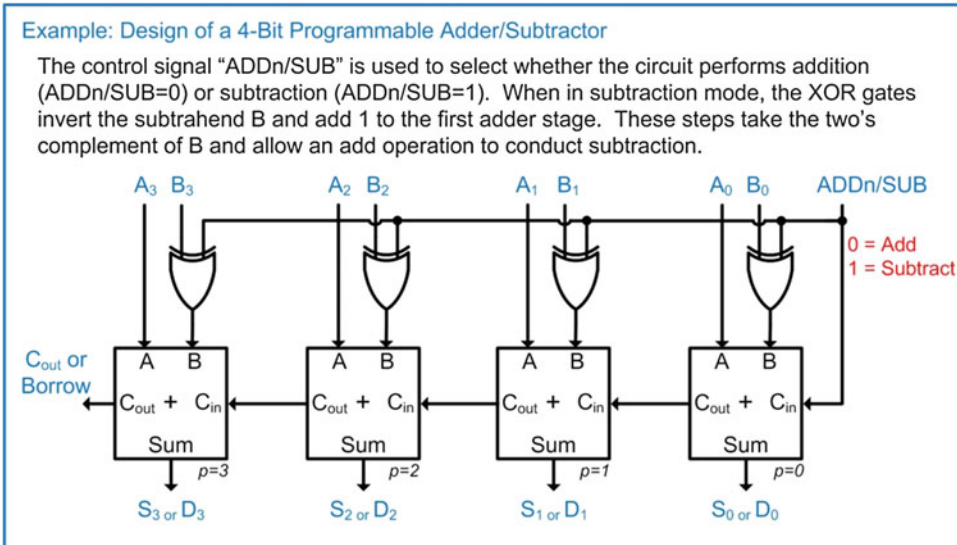 Example: Design of a 4-Bit Programmable Adder/Subtractor
The control signal “ADDn/SUB” is used to select whether the circuit performs addition
(ADDn/SUB=0) or subtraction (ADDn/SUB=1). When in subtraction mode, the XOR gates
invert the subtrahend B and add 1 to the first adder stage. These steps take the two’s
complement of B and allow an add operation to conduct subtraction.
A3 B3 A2 B2 A1 B1 A0 B0 ADDn/SUB
0 = Add
1 = Subtract
Cout or
Borrow
A B A B A B A B
Cout + Cin Cout + Cin Cout + Cin Cout + Cin
Sum Sum Sum Sum
p=3 p=2 p=1 p=0
S3 or D3 S2 or D2 S1 or D1 S0 or D0